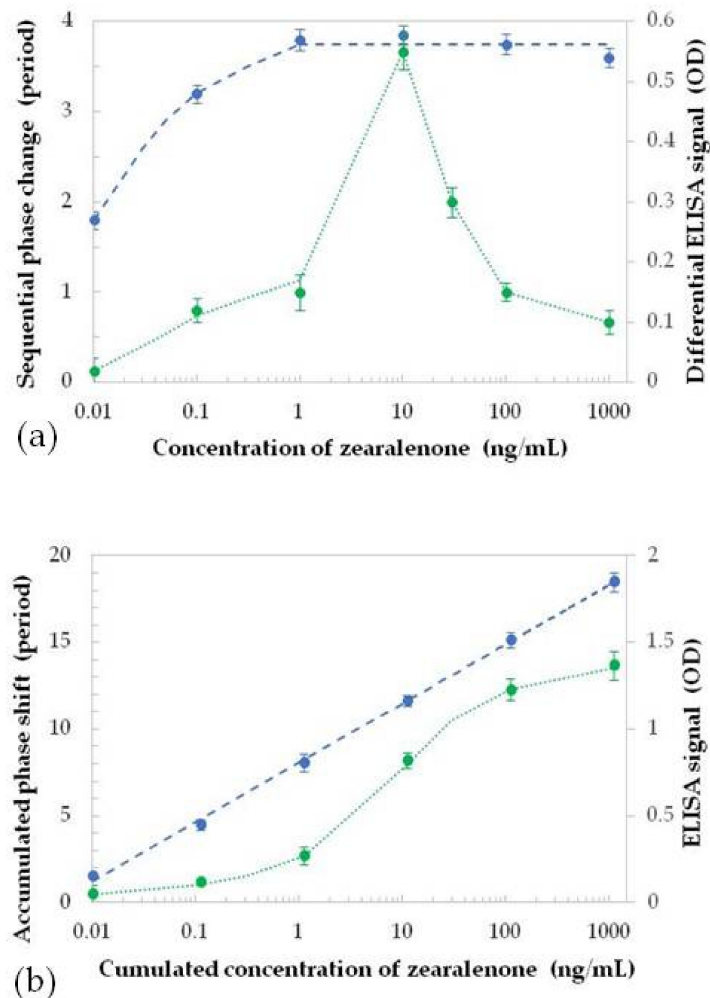 Sequential phase change (period)
4
3
2
1
0
0.6
0.5
0.4
0.3
0.2
0.1
0
Differential ELISA signal (OD)
0.01 0.1 1 10 100 1000
(a)
Concentration of zearalenone (ng/mL)
Accumulated phase shift (period)
20
15
10
5
0
2
1.5
1
0.5
0
ELISA signal (OD)
0.01 0.1 1 10 100 1000
(b)
Cumulated concentration of zearalenone (ng/mL)